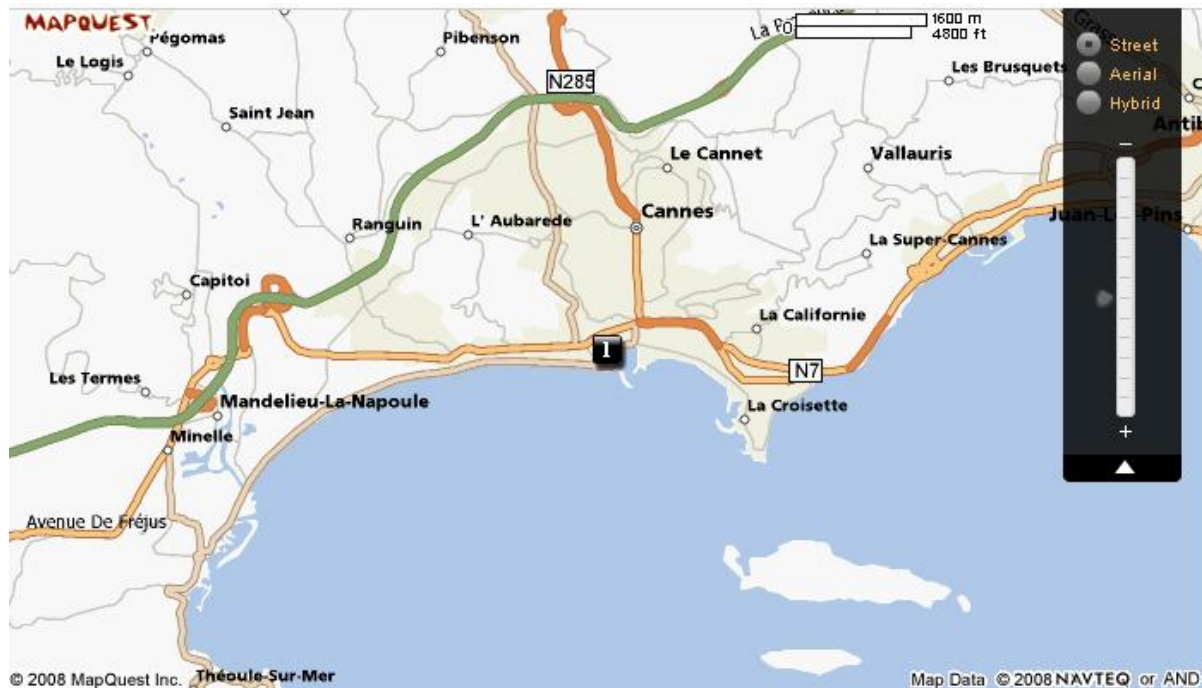 MAPQUEST
Pégomas
Pibenson
1600 m
4800 ft
Le Logis
Les Brusquets
Street
Aerial
Hybrid
N285
Saint Jean
Le Cannet
Vallauris
Cannes
Ranguin
L' Aubarede
La Super-Cannes
Capitoi
La Californie
1
N7
Les Termes
Mandelieu-La-Napoule
La Croisette
Minelle
−
+
Avenue De Fréjus
Théoule-Sur-Mer
© 2008 MapQuest Inc.
Map Data © 2008 NAVTEQ or AND